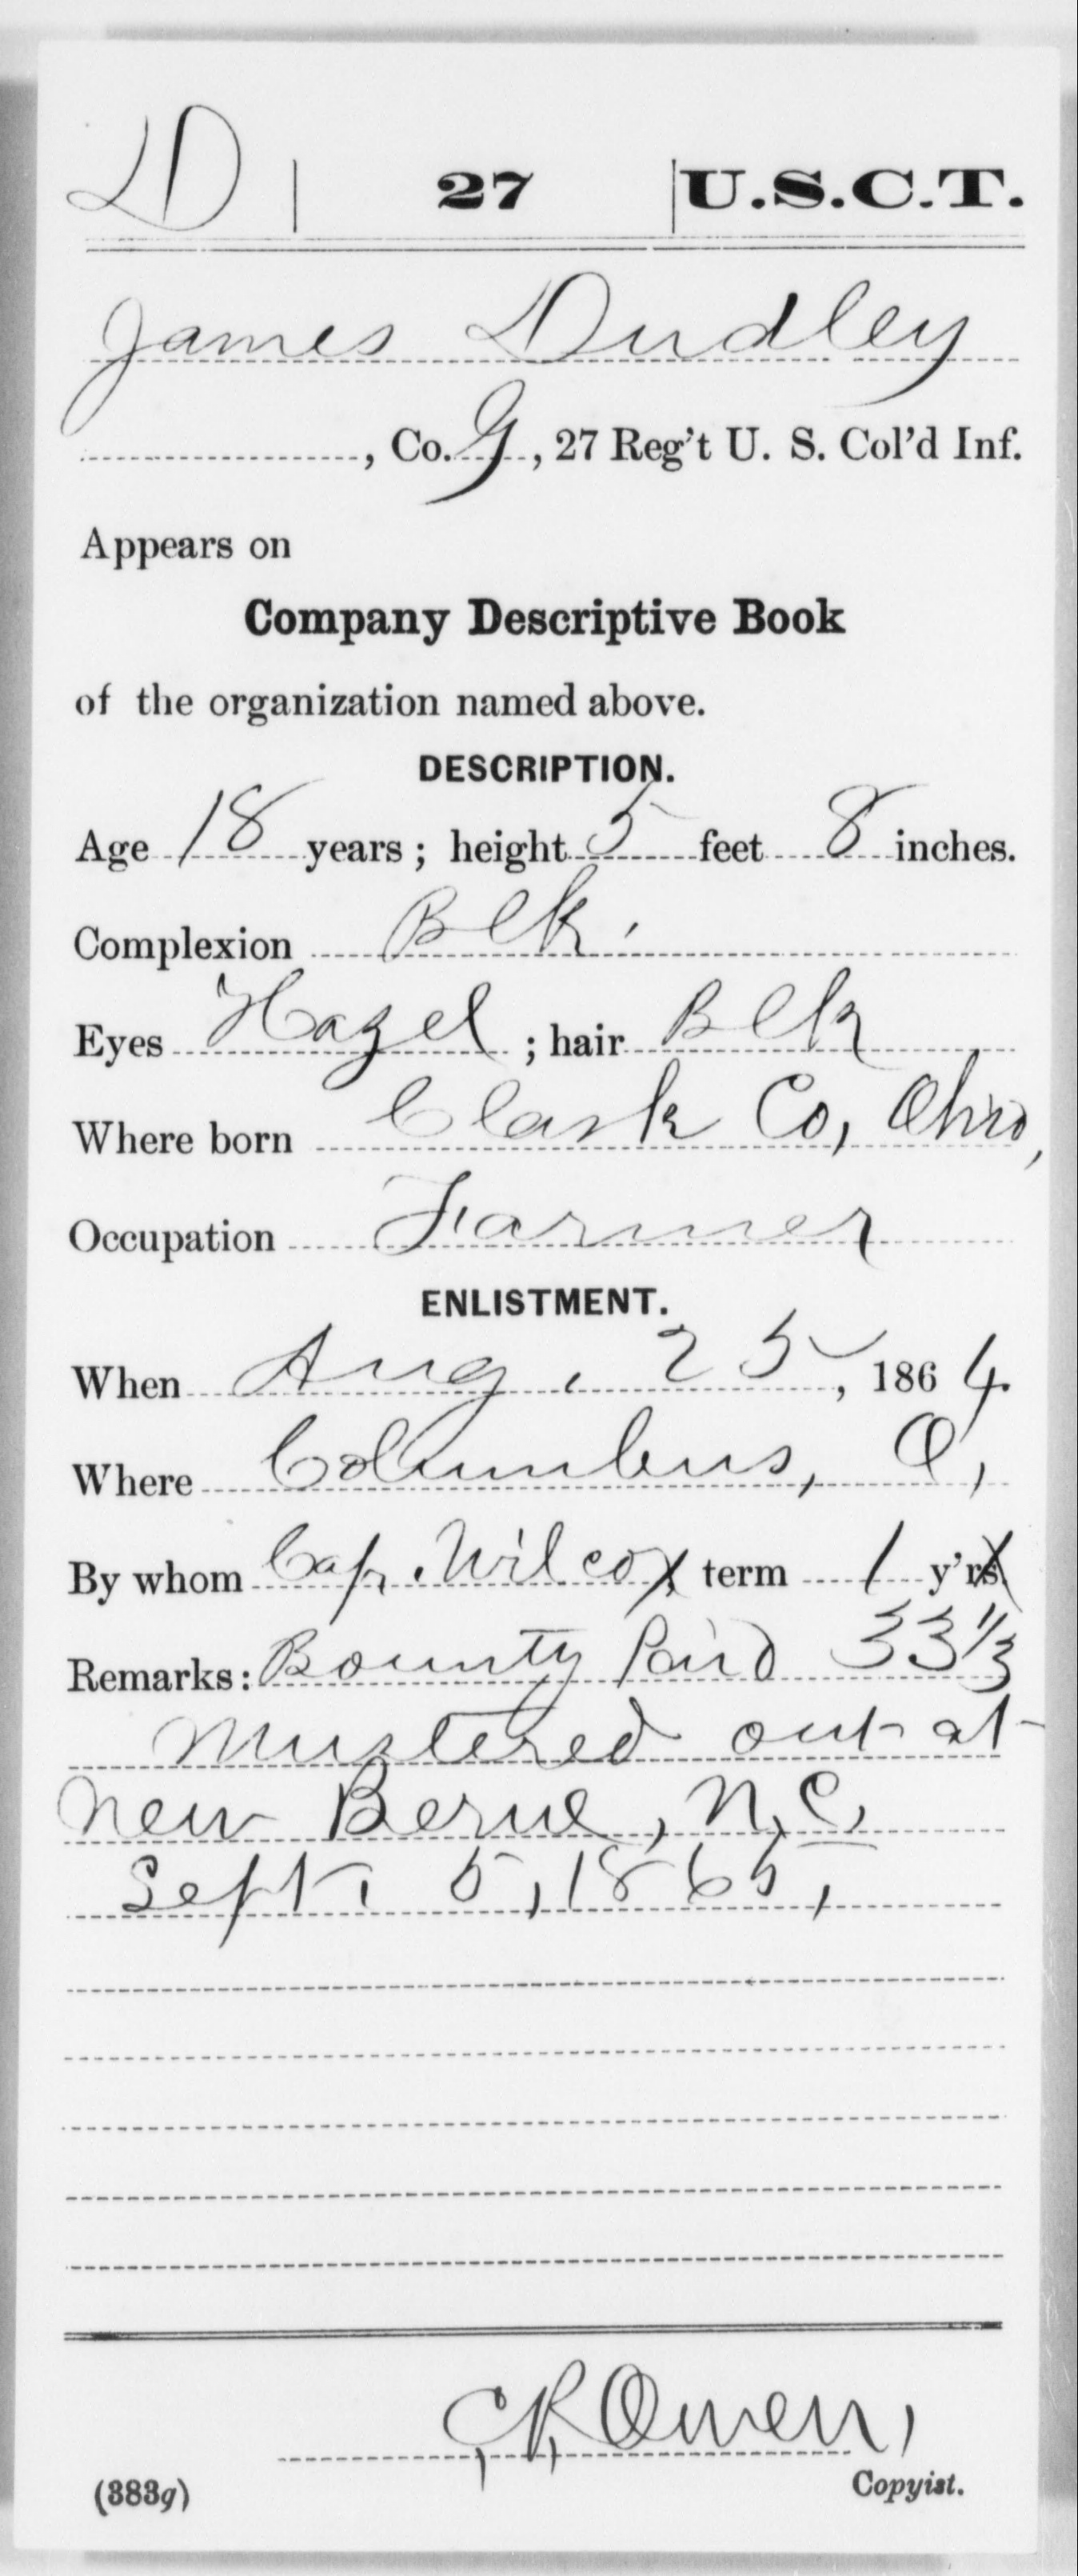 D | 27 | U.S.C.T.
James Dudley
, Co. G, 27 Reg't U. S. Col'd Inf.
Appears on
Company Descriptive Book
of the organization named above.
DESCRIPTION.
Age 18 years; height 5 feet 8 inches.
Complexion Blk.
Eyes Hazel; hair Blk
Where born Clark Co, Ohio,
Occupation Farmer
ENLISTMENT.
When Aug. 25, 1864.
Where Columbus, O,
By whom Cap. Wilcox term 1 y'rs.
Remarks: Bounty Paid 33 1/3
Mustered out at
New Berne, N.C.
Sept. 5, 1865,
C R Owen,
(383g) Copyist.